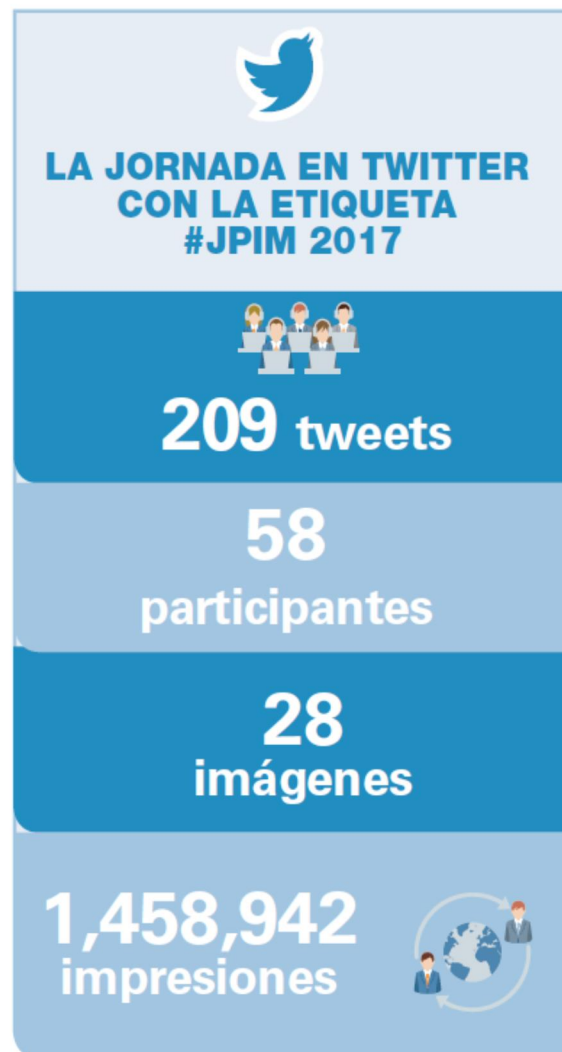 LA JORNADA EN TWITTER
CON LA ETIQUETA
#JPIM 2017
209 tweets
58
participantes
28
imágenes
1,458,942
impresiones